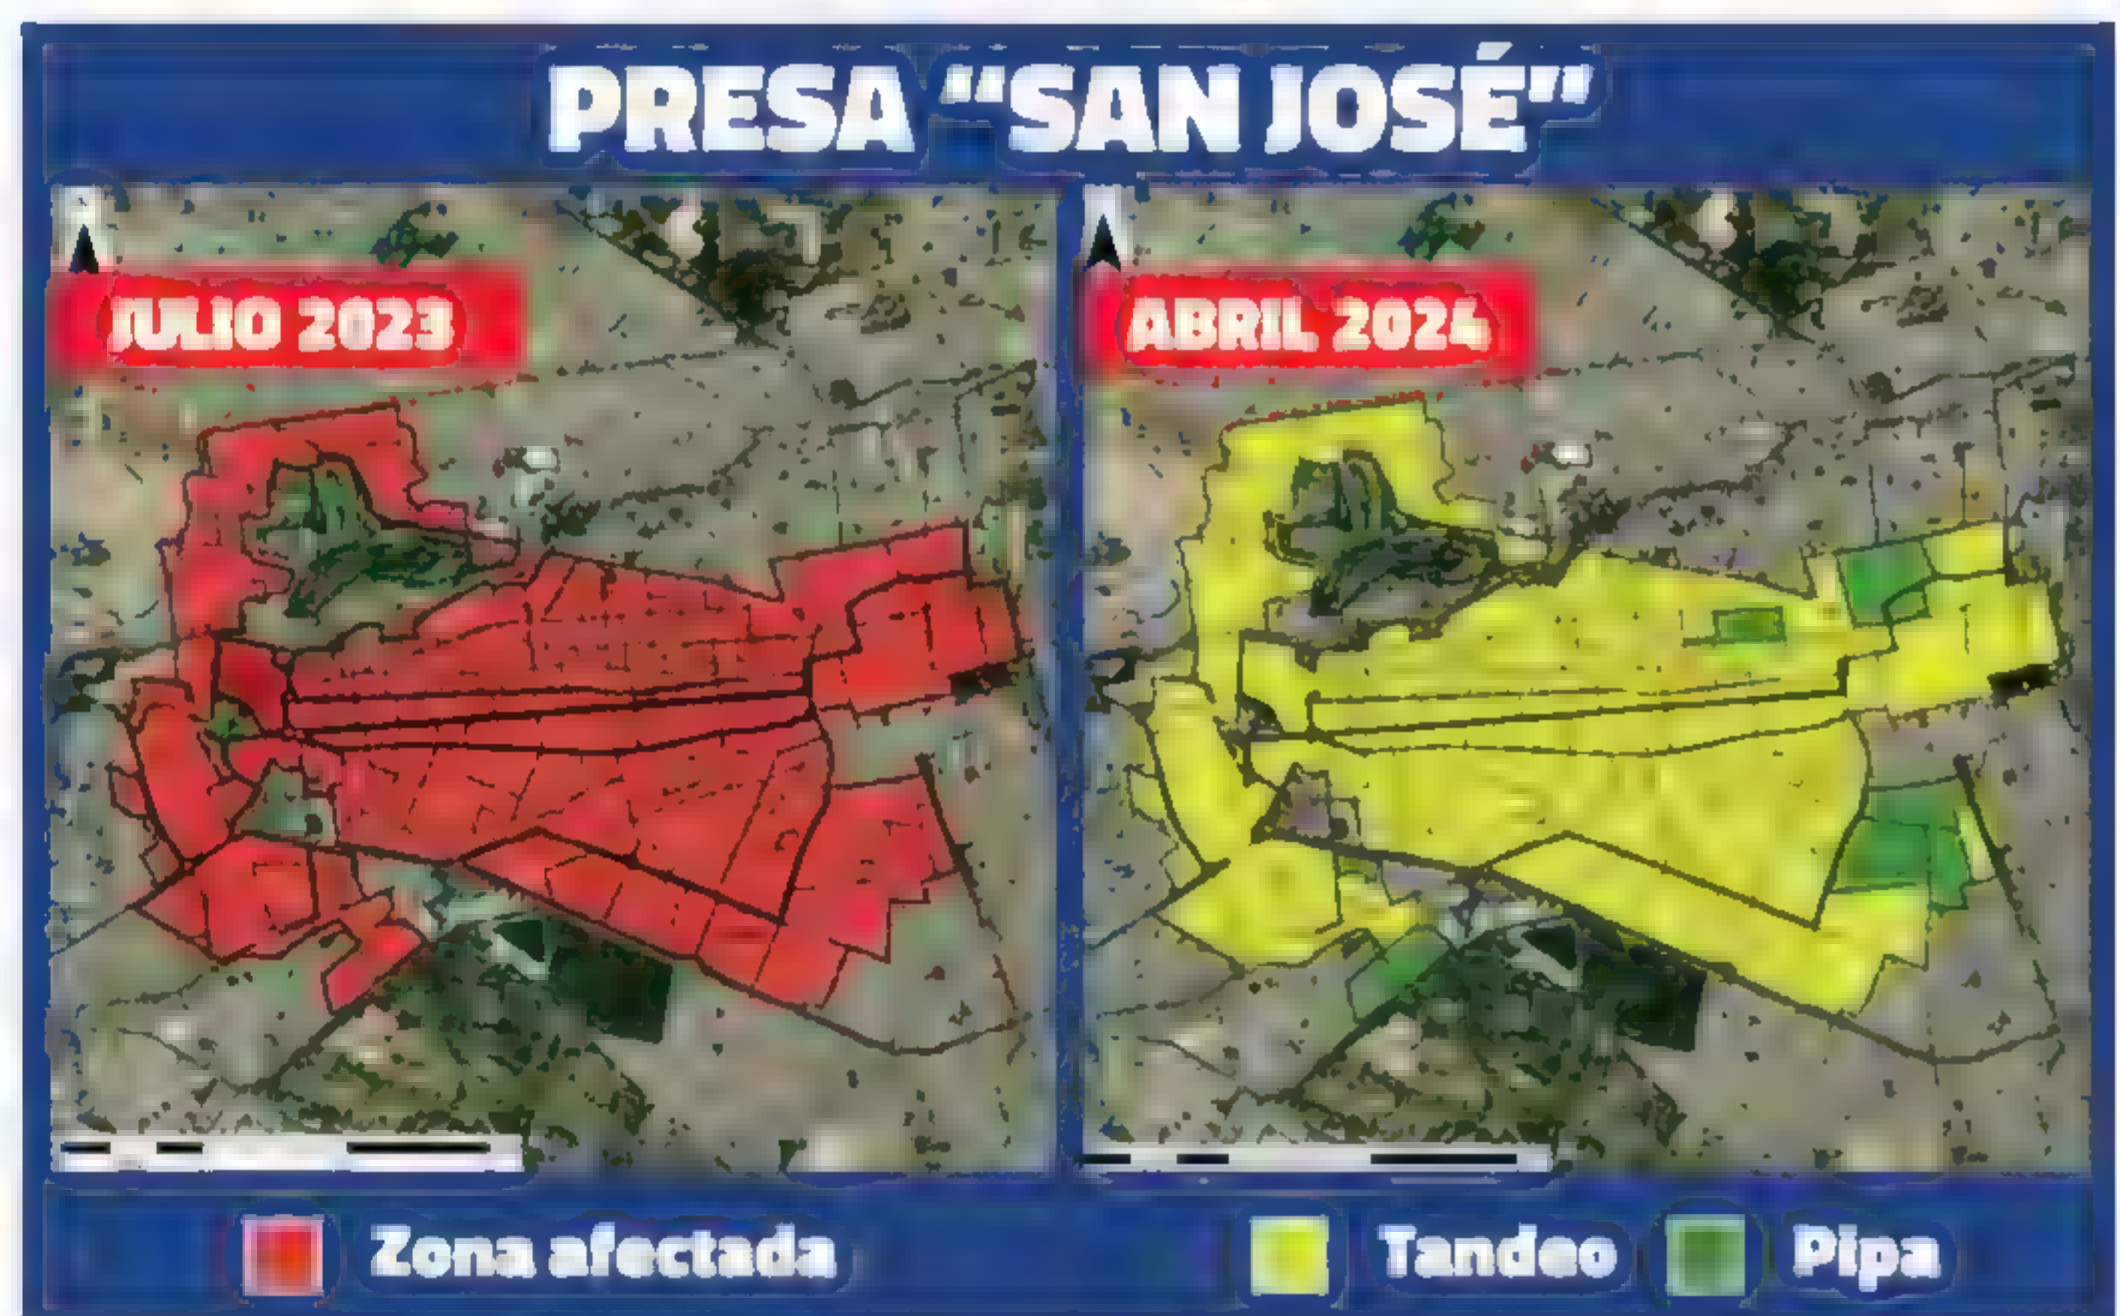 PRESA “SAN JOSÉ”
JULIO 2023
ABRIL 2024
Zona afectada
Tandeo
Pipa